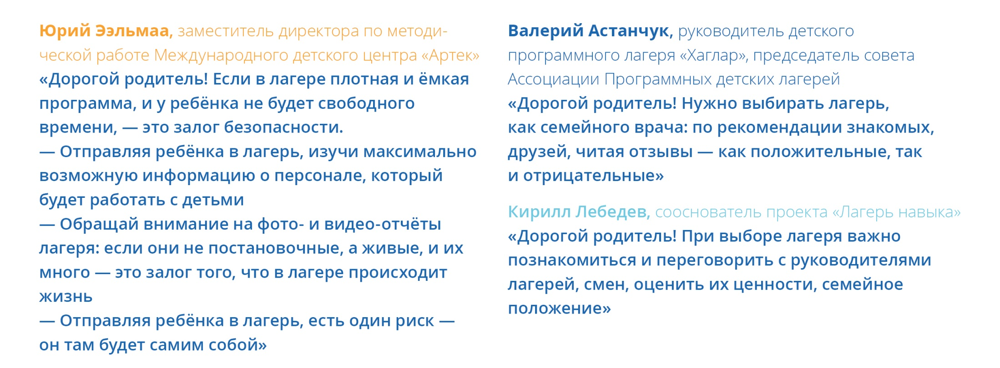 Юрий Ээльмаа, заместитель директора по методи-
ческой работе Международного детского центра «Артек»
«Дорогой родитель! Если в лагере плотная и ёмкая
программа, и у ребёнка не будет свободного
времени, — это залог безопасности.
— Отправляя ребёнка в лагерь, изучи максимально
возможную информацию о персонале, который
будет работать с детьми
— Обращай внимание на фото- и видео-отчёты
лагеря: если они не постановочные, а живые, и их
много — это залог того, что в лагере происходит
жизнь
— Отправляя ребёнка в лагерь, есть один риск —
он там будет самим собой»
Валерий Астанчук, руководитель детского
программного лагеря «Хаглар», председатель совета
Ассоциации Программных детских лагерей
«Дорогой родитель! Нужно выбирать лагерь,
как семейного врача: по рекомендации знакомых,
друзей, читая отзывы — как положительные, так
и отрицательные»
Кирилл Лебедев, сооснователь проекта «Лагерь навыка»
«Дорогой родитель! При выборе лагеря важно
познакомиться и переговорить с руководителями
лагерей, смен, оценить их ценности, семейное
положение»